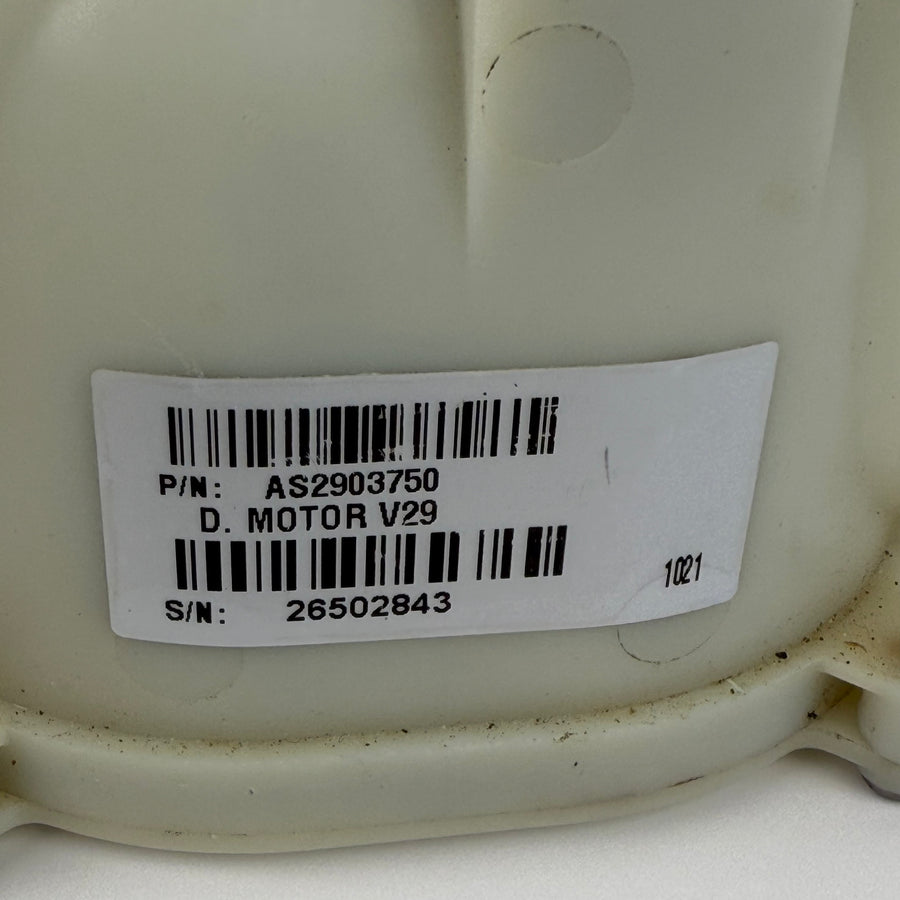 P/N: AS2903750
D. MOTOR V29
S/N: 26502843
1021